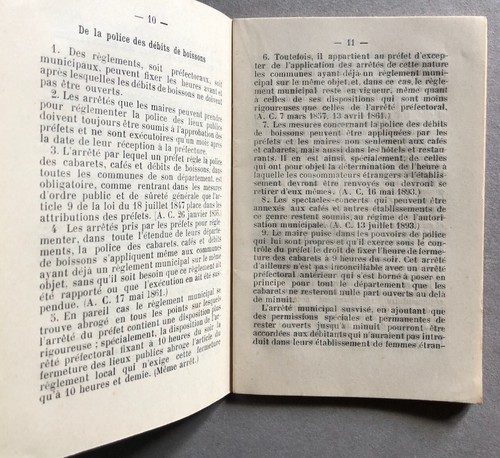 — 10 —
De la police des débits de boissons
1. Des règlements, soit préfectoraux, soit
municipaux, peuvent fixer les heures avant et
après lesquelles les débits de boissons ne doivent
pas être ouverts.
2. Les arrêtés que les maires peuvent prendre
pour réglementer la police des lieux publics
doivent toujours être soumis à l'approbation des
préfets et ne sont exécutoires qu'un mois après
la date de leur réception à la préfecture.
3. L'arrêté par lequel un préfet règle la police
des cabarets, cafés et débits de boissons, dans
toutes les communes de son département, est
obligatoire, comme rentrant dans les mesures
d'ordre public et de sûreté générale que l'ar-
ticle 9 de la loi du 18 juillet 1837 place dans les
attributions des préfets. (A. C. 26 janvier 1856.)
4 Les arrêtés pris par les préfets pour régle-
menter, dans toute l'étendue de leurs départe-
ments, la police des cabarets, cafés et débits
de boissons s'appliquent même aux communes
ayant déjà un règlement municipal sur le même
objet, sans qu'il soit besoin que ce règlement ait
été rapporté ou que l'exécution en ait été sus-
pendue. (A. C. 17 mai 1861.)
5. En pareil cas le règlement municipal se
trouve abrogé en tous les points sur lesquels
l'arrêté du préfet contient une disposition plus
rigoureuse ; spécialement, la disposition d'un ar-
rêté préfectoral fixant à 10 heures du soir la
fermeture des lieux publics abroge l'article du
règlement local qui n'exige cette fermeture
qu'à 10 heures et demie. (Même arrêt.)
— 11 —
6. Toutefois, il appartient au préfet d'excep-
ter de l'application des arrêtés de cette nature
les communes ayant déjà un règlement munici-
pal sur le même objet et, dans ce cas, le règle-
ment municipal reste en vigueur, même quant
a celles de ses dispositions qui sont moins
rigoureuses que celles de l'arrêté préfectoral.
(A. C. 7 mars 1857. 13 avril 1861.)
7. Les mesures concernant la police des débits
de boissons peuvent être appliquées par les
préfets et les maires non seulement aux cafés
et cabarets, mais aussi dans les hôtels et restau-
rants. Il en est ainsi, spécialement, de celles
qui ont pour objet la détermination de l'heure à
laquelle les consommateurs étrangers à l'établis-
sement devront être renvoyés ou devront se
retirer d'eux-mêmes. (A. C. 16 mai 1893.)
8. Les spectacles-concerts qui peuvent être
annexés aux cafés et autres établissements de
ce genre restent soumis, au régime de l'autori-
sation municipale. (A. C. 13 juillet 1893.)
9. Le maire puise dans les pouvoirs de police
qui lui sont propres et qu'il exerce sous le con-
trôle du préfet le droit de fixer l'heure de ferme-
ture des cabarets à 9 heures du soir. Cet arrêté
d'ailleurs n'est pas inconciliable avec un arrêté
préfectoral antérieur qui s'est borné à poser en
principe pour tout le département que les
cabarets ne resteront nulle part ouverts au delà
de minuit.
L'arrêté municipal susvisé, en ajoutant que
des permissions spéciales et permanentes de
rester ouverts jusqu'à minuit pourront être
accordées aux débitants qui n'auraient pas intro-
duit dans leurs établissement de femmes étran-